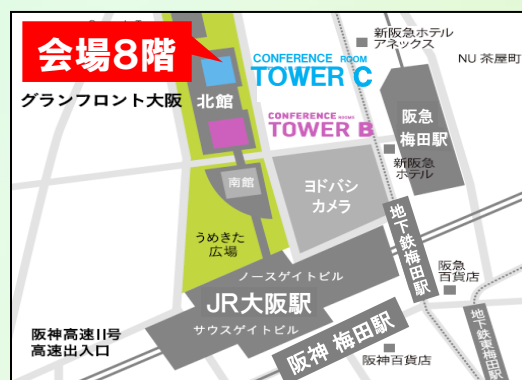 会場8階
グランフロント大阪
北館
CONFERENCE ROOM
TOWER C
CONFERENCE ROOMS
TOWER B
新阪急ホテル
アネックス
NU 茶屋町
阪急
梅田駅
新阪急
ホテル
南館
ヨドバシ
カメラ
うめきた
広場
地下鉄梅田駅
ノースゲイトビル
JR大阪駅
サウスゲイトビル
阪急
百貨店
阪神高速11号
高速出入口
阪神 梅田駅
阪神百貨店
地下鉄東梅田駅